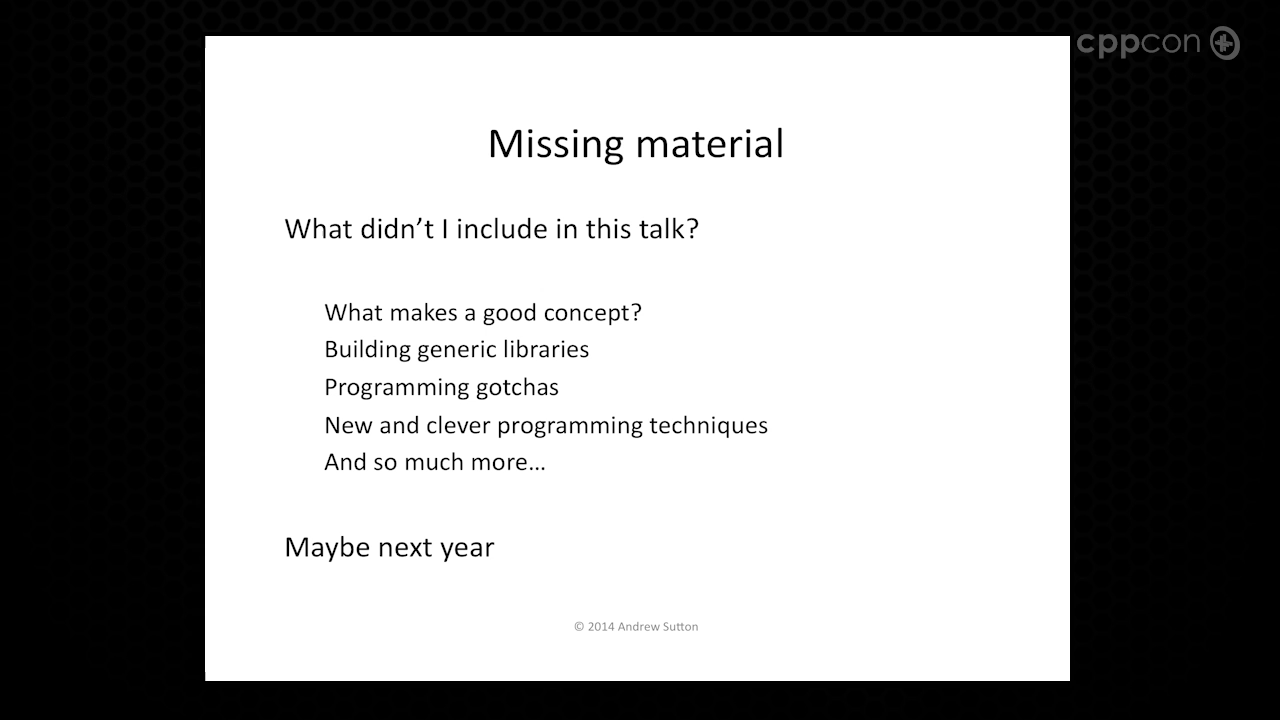 cppcon
Missing material
What didn’t I include in this talk?
What makes a good concept?
Building generic libraries
Programming gotchas
New and clever programming techniques
And so much more…
Maybe next year
© 2014 Andrew Sutton